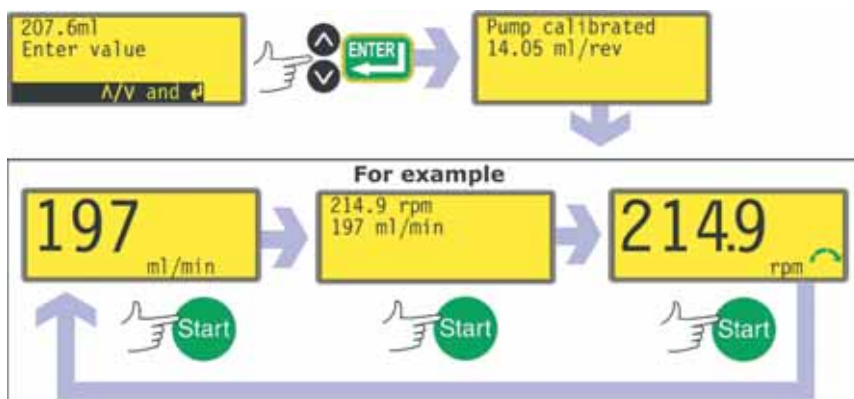 207.6ml
Enter value
∧/∨ and ↵
ENTER
Pump calibrated
14.05 ml/rev
For example
197
ml/min
214.9 rpm
197 ml/min
214.9
rpm
Start
Start
Start